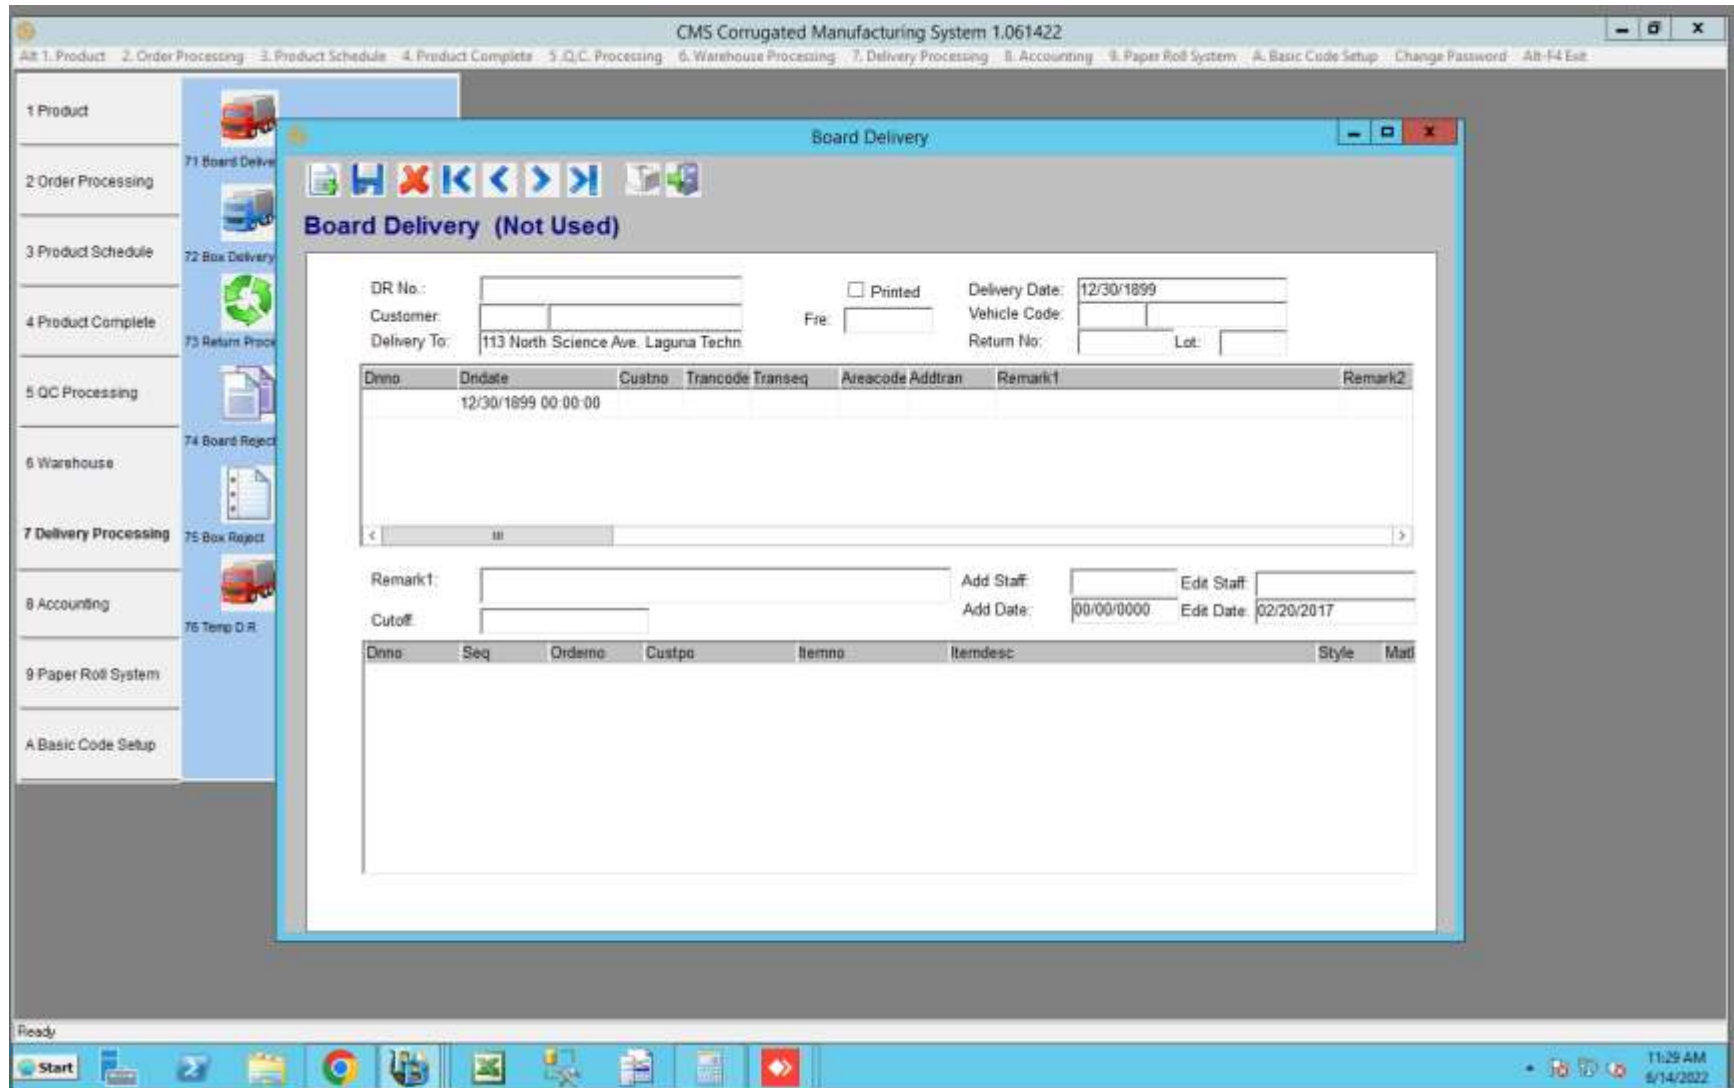 CMS Corrugated Manufacturing System 1.061422
Alt 1. Product 2. Order Processing 3. Product Schedule 4. Product Complete 5 .Q.C. Processing 6. Warehouse Processing 7. Delivery Processing 8. Accounting 9. Paper Roll System A. Basic Code Setup Change Password Alt-F4 Exit
1 Product
2 Order Processing
3 Product Schedule
4 Product Complete
5 QC Processing
6 Warehouse
7 Delivery Processing
8 Accounting
9 Paper Roll System
A Basic Code Setup
71 Board Delive
72 Box Delivery
73 Return Proce
74 Board Reject
75 Box Reject
76 Temp D.R
Board Delivery
Board Delivery (Not Used)
DR No.: Printed Delivery Date: 12/30/1899
Customer: Fre: Vehicle Code:
Delivery To: 113 North Science Ave. Laguna Techn Return No: Lot:
Dnno Dndate Custno Trancode Transeq Areacode Addtran Remark1 Remark2
12/30/1899 00:00:00
Remark1: Add Staff: Edit Staff:
Cutoff: Add Date: 00/00/0000 Edit Date: 02/20/2017
Dnno Seq Orderno Custpo Itemno Itemdesc Style Matl
Ready
Start
11:29 AM
6/14/2022